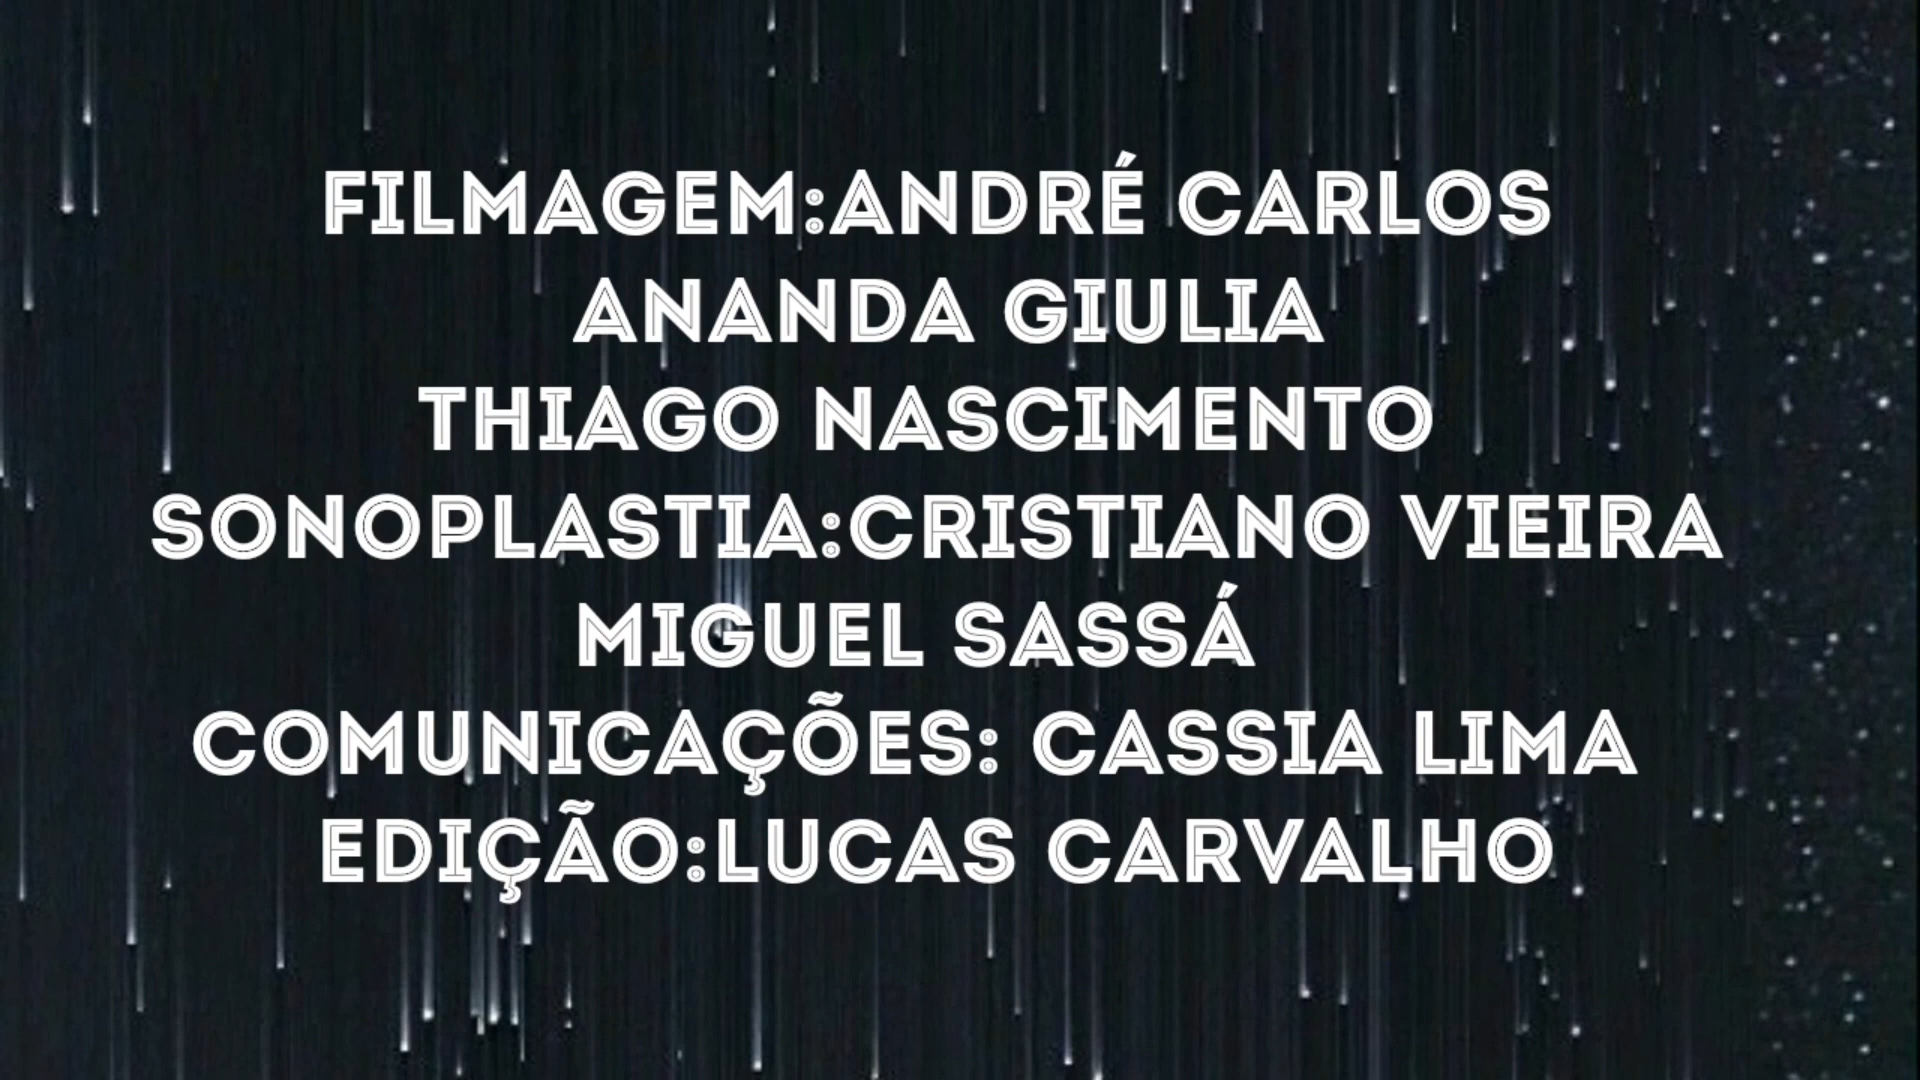 FILMAGEM:ANDRÉ CARLOS
ANANDA GIULIA
THIAGO NASCIMENTO
SONOPLASTIA:CRISTIANO VIEIRA
MIGUEL SASSÁ
COMUNICAÇÕES: CASSIA LIMA
EDIÇÃO:LUCAS CARVALHO